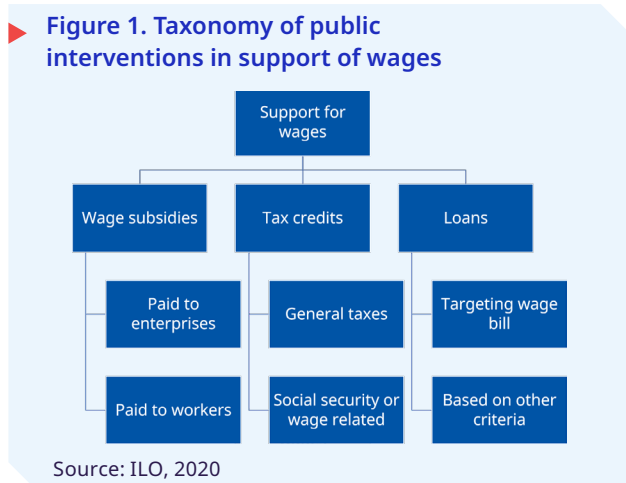 Figure 1. Taxonomy of public
interventions in support of wages
Support for
wages
Wage subsidies
Tax credits
Loans
Paid to
enterprises
General taxes
Targeting wage
bill
Paid to workers
Social security or
wage related
Based on other
criteria
Source: ILO, 2020